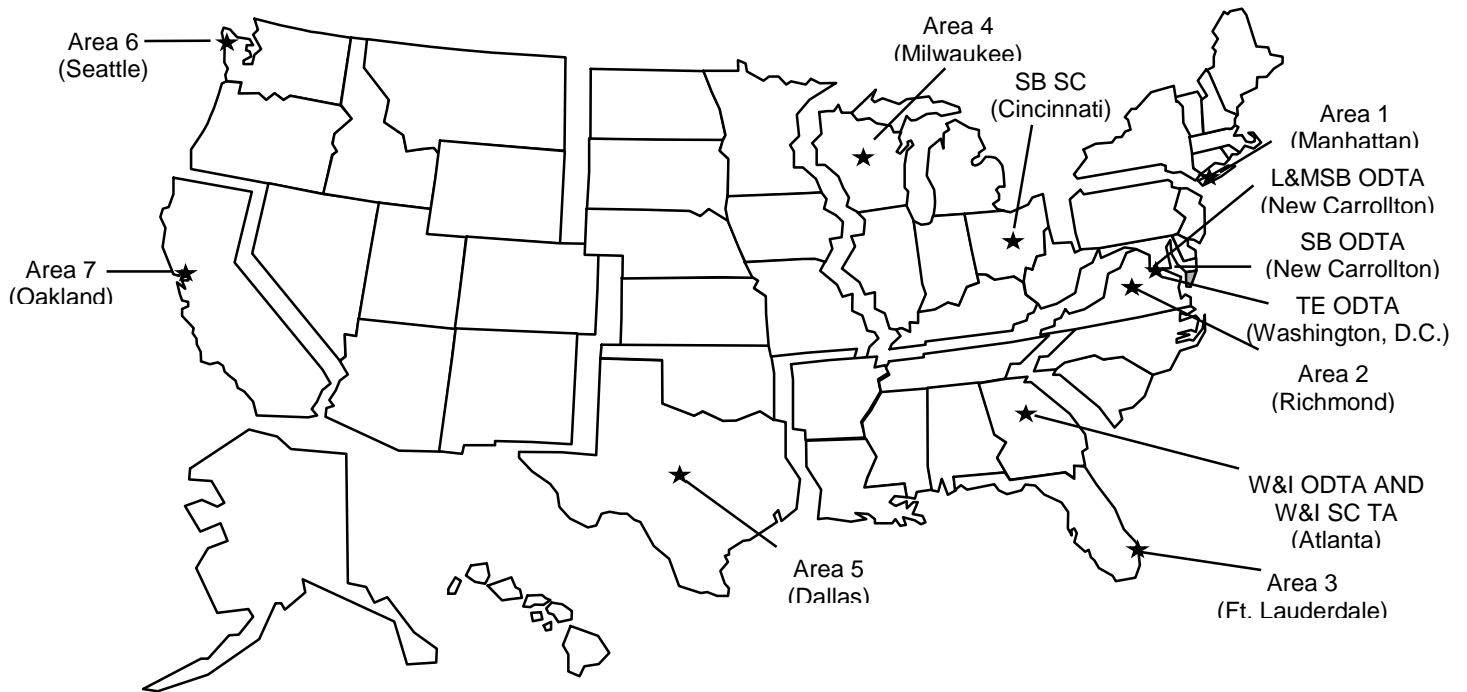 Area 6
(Seattle)
Area 4
(Milwaukee)
SB SC
(Cincinnati)
Area 1
(Manhattan)
L&MSB ODTA
(New Carrollton)
SB ODTA
(New Carrollton)
TE ODTA
(Washington, D.C.)
Area 2
(Richmond)
Area 7
(Oakland)
W&I ODTA AND
W&I SC TA
(Atlanta)
Area 5
(Dallas)
Area 3
(Ft. Lauderdale)